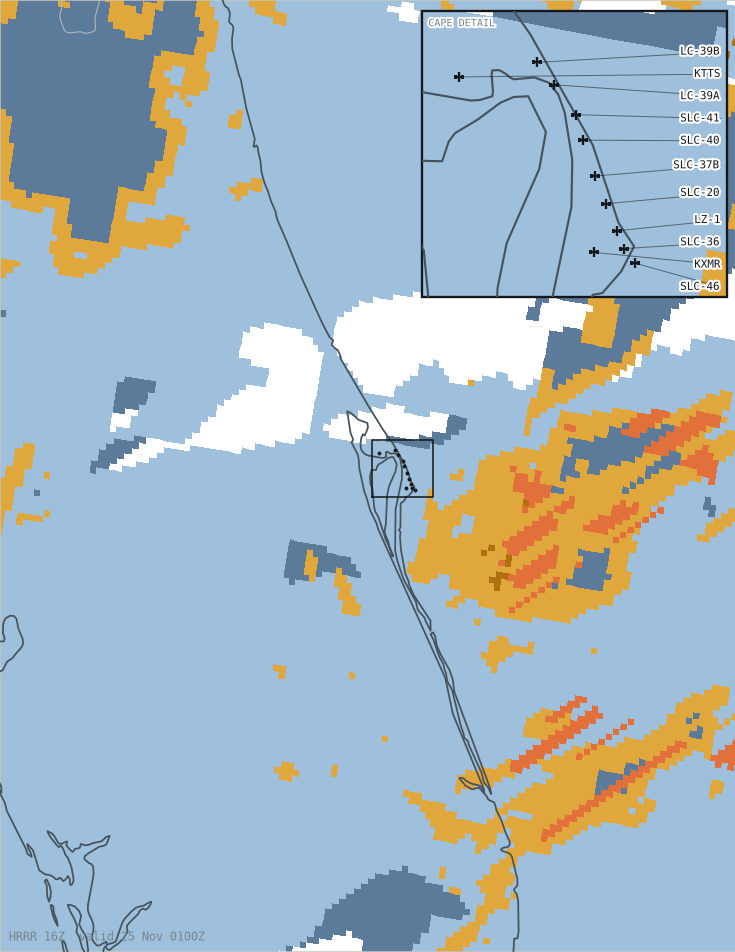 CAPE DETAIL
LC-39B
KTTS
LC-39A
SLC-41
SLC-40
SLC-37B
SLC-20
LZ-1
SLC-36
KXMR
SLC-46
HRRR 16Z valid 25 Nov 0100Z